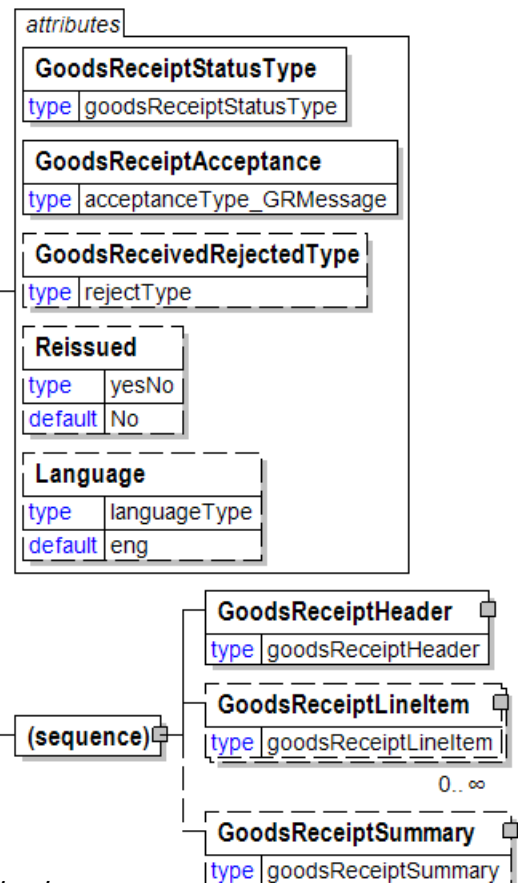 attributes
GoodsReceiptStatusType
type goodsReceiptStatusType
GoodsReceiptAcceptance
type acceptanceType_GRMessage
GoodsReceivedRejectedType
type rejectType
Reissued
type yesNo
default No
Language
type languageType
default eng
GoodsReceiptHeader
type goodsReceiptHeader
(sequence)
GoodsReceiptLineItem
type goodsReceiptLineItem
0.. ∞
GoodsReceiptSummary
type goodsReceiptSummary